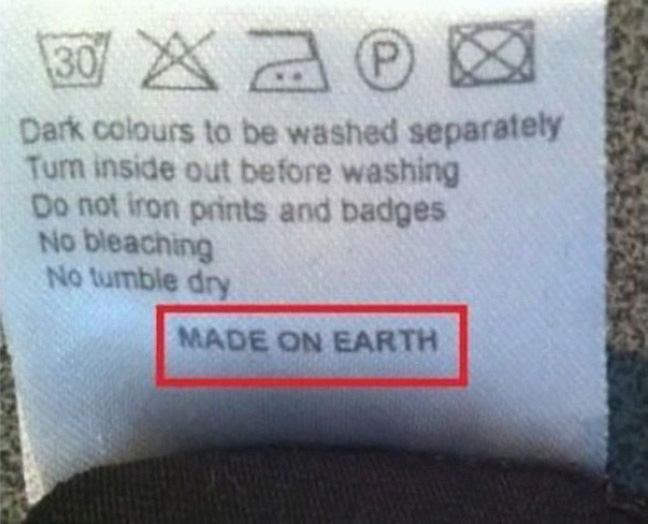 30 P
Dark colours to be washed separately
Turn inside out before washing
Do not iron prints and badges
No bleaching
No tumble dry
MADE ON EARTH